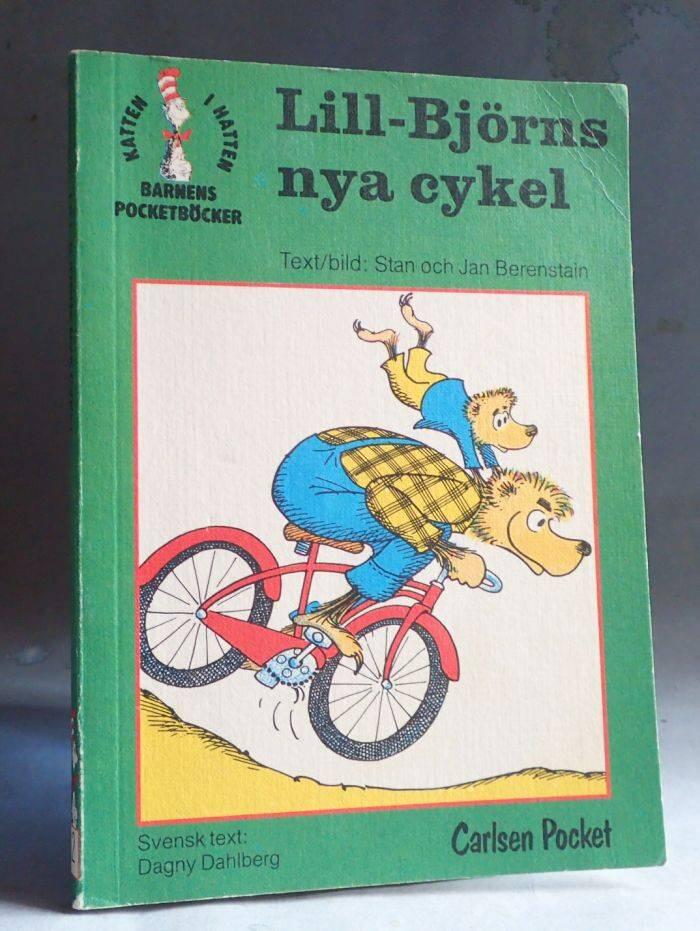 KATTEN I HATTEN
BARNENS
POCKETBÖCKER
Lill-Björns
nya cykel
Text/bild: Stan och Jan Berenstain
Svensk text:
Dagny Dahlberg
Carlsen Pocket